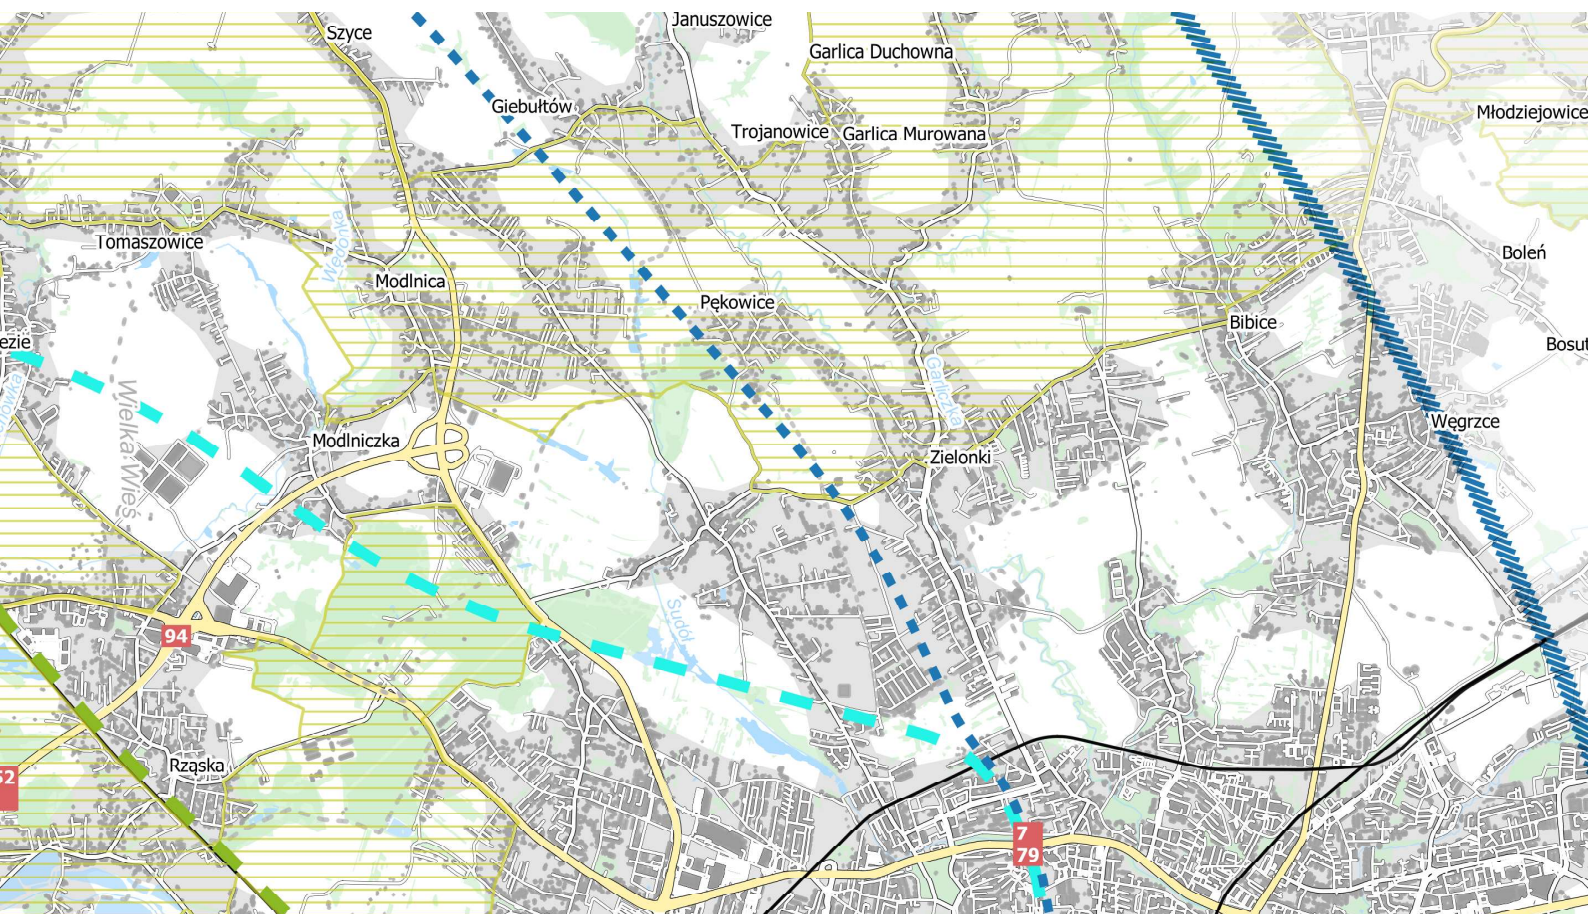 Januszowice
Szyce
Garlica Duchowna
Giebułtów
Młodziejowice
Trojanowice
Garlica Murowana
Wedonka
Tomaszowice
Boleń
Modlnica
Pękowice
Bibice
ezie
Bosut
Garliczka
Wielka Wieś
Węgrzce
Modlniczka
Zielonki
Sudół
94
Rząska
52
7
79